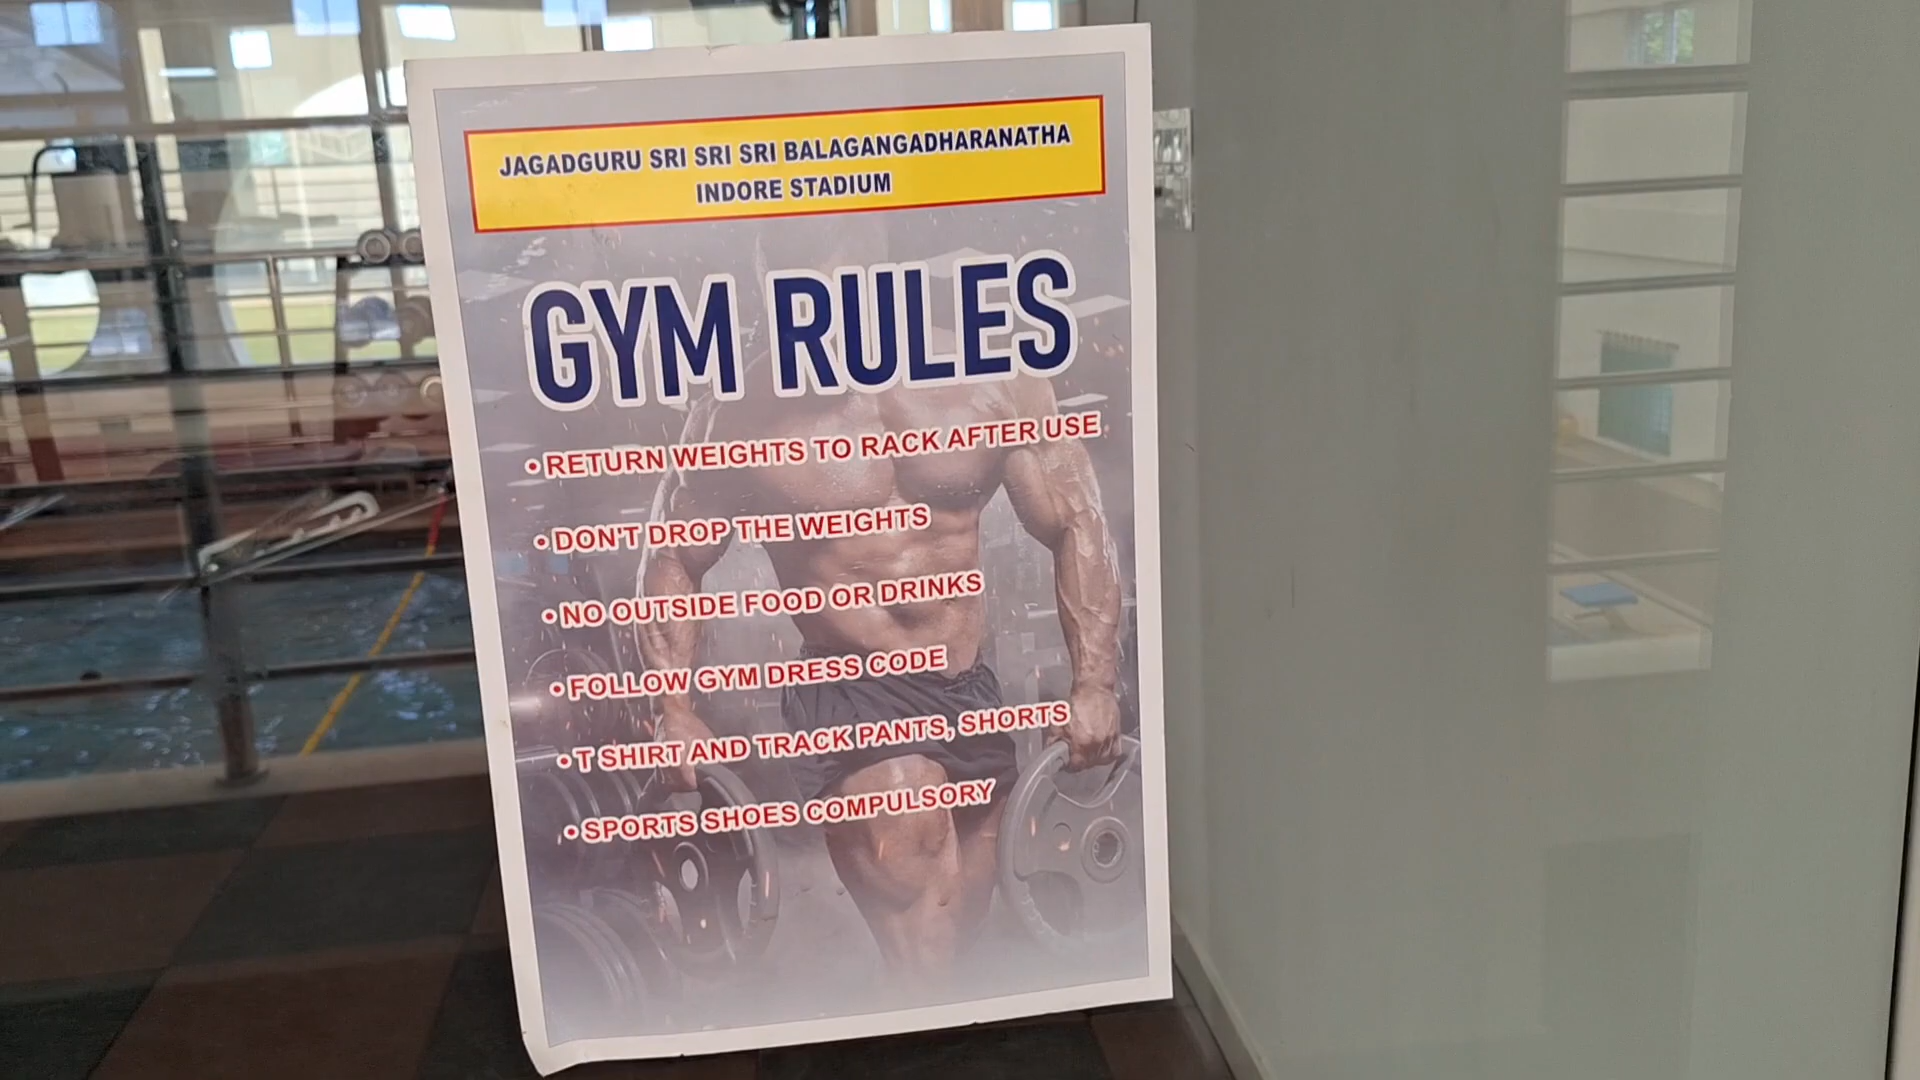 JAGADGURU SRI SRI SRI BALAGANGADHARANATHA
INDORE STADIUM
GYM RULES
• RETURN WEIGHTS TO RACK AFTER USE
• DON'T DROP THE WEIGHTS
• NO OUTSIDE FOOD OR DRINKS
• FOLLOW GYM DRESS CODE
• T SHIRT AND TRACK PANTS, SHORTS
• SPORTS SHOES COMPULSORY